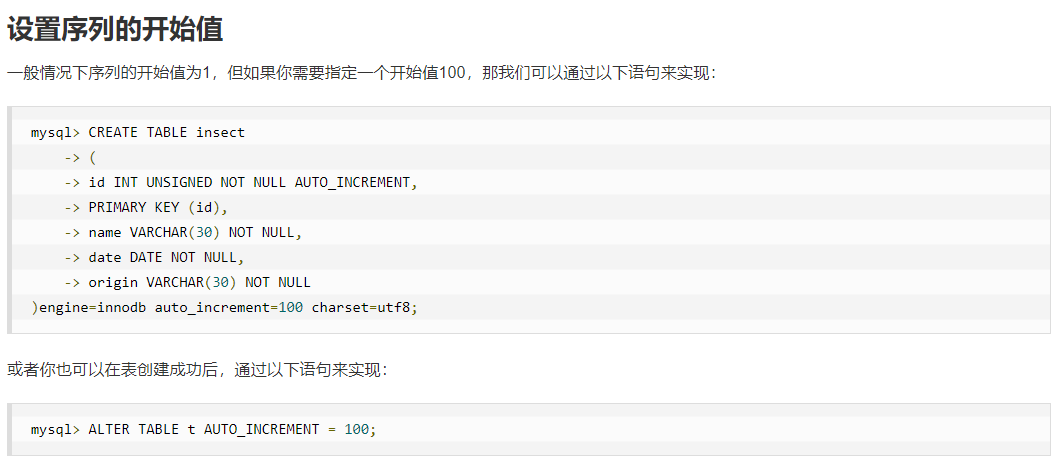 设置序列的开始值
一般情况下序列的开始值为1，但如果你需要指定一个开始值100，那我们可以通过以下语句来实现：
mysql> CREATE TABLE insect
    -> (
    -> id INT UNSIGNED NOT NULL AUTO_INCREMENT,
    -> PRIMARY KEY (id),
    -> name VARCHAR(30) NOT NULL,
    -> date DATE NOT NULL,
    -> origin VARCHAR(30) NOT NULL
)engine=innodb auto_increment=100 charset=utf8;
或者你也可以在表创建成功后，通过以下语句来实现：
mysql> ALTER TABLE t AUTO_INCREMENT = 100;